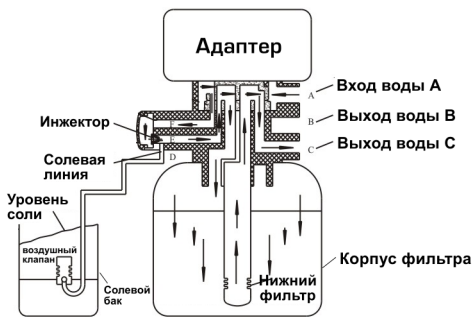 Адаптер
Вход воды А
A
Инжектор
B
Выход воды В
E
C
Выход воды С
Солевая
линия
D
Уровень
соли
воздушный
клапан
Солевой
бак
Нижний
фильтр
Корпус фильтра